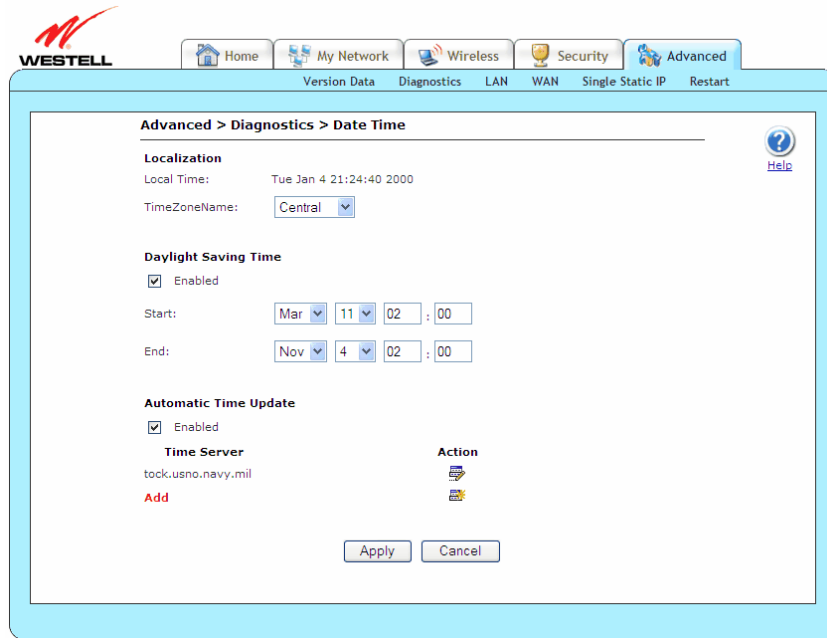 WESTELL
Home My Network Wireless Security Advanced
Version Data Diagnostics LAN WAN Single Static IP Restart
Advanced > Diagnostics > Date Time
Help
Localization
Local Time: Tue Jan 4 21:24:40 2000
TimeZoneName: Central
Daylight Saving Time
Enabled
Start: Mar 11 02 : 00
End: Nov 4 02 : 00
Automatic Time Update
Enabled
Time Server Action
tock.usno.navy.mil
Add
Apply Cancel